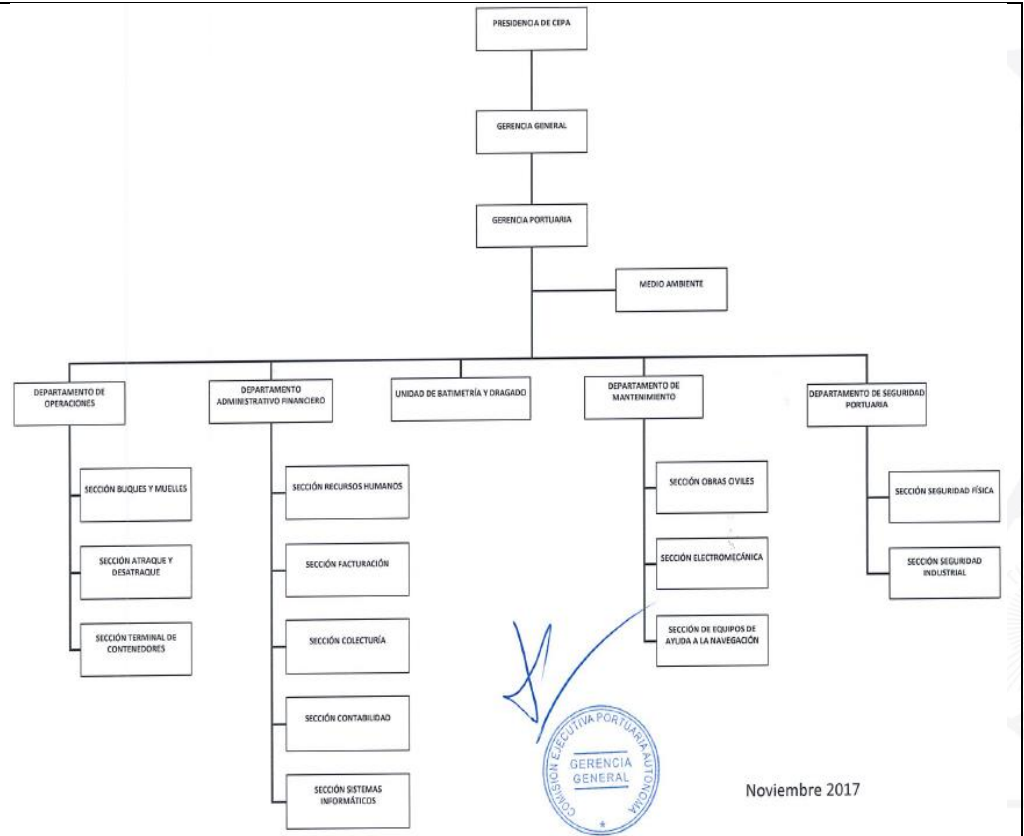 PRESIDENCIA DE CEPA
GERENCIA GENERAL
GERENCIA PORTUARIA
MEDIO AMBIENTE
DEPARTAMENTO DE
OPERACIONES
DEPARTAMENTO
ADMINISTRATIVO FINANCIERO
UNIDAD DE BATIMETRÍA Y DRAGADO
DEPARTAMENTO DE
MANTENIMIENTO
DEPARTAMENTO DE SEGURIDAD
PORTUARIA
SECCIÓN BUQUES Y MUELLES
SECCIÓN ATRAQUE Y
DESATRAQUE
SECCIÓN TERMINAL DE
CONTENEDORES
SECCIÓN RECURSOS HUMANOS
SECCIÓN FACTURACIÓN
SECCIÓN COLECTURÍA
SECCIÓN CONTABILIDAD
SECCIÓN SISTEMAS
INFORMÁTICOS
SECCIÓN OBRAS CIVILES
SECCIÓN ELECTROMECÁNICA
SECCIÓN DE EQUIPOS DE
AYUDA A LA NAVEGACIÓN
SECCIÓN SEGURIDAD FÍSICA
SECCIÓN SEGURIDAD
INDUSTRIAL
COMISION EJECUTIVA PORTUARIA AUTONOMA
GERENCIA
GENERAL
Noviembre 2017